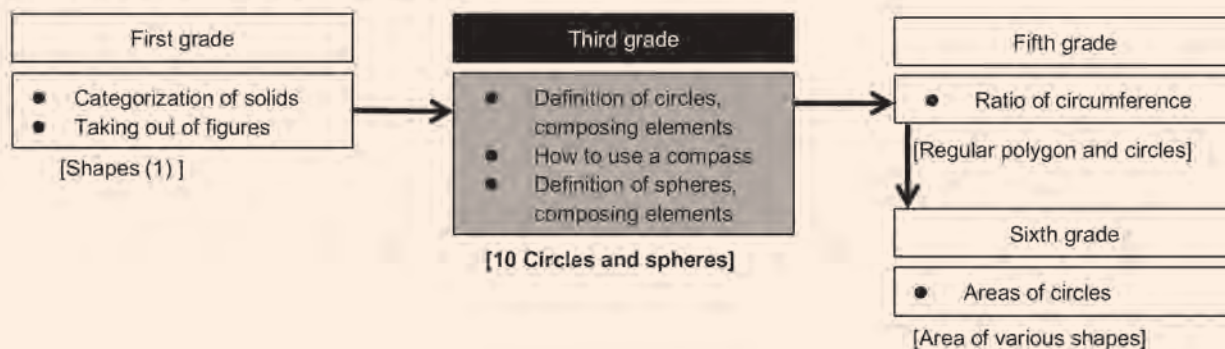 First grade
● Categorization of solids
● Taking out of figures
[Shapes (1) ]
Third grade
● Definition of circles,
composing elements
● How to use a compass
● Definition of spheres,
composing elements
[10 Circles and spheres]
Fifth grade
● Ratio of circumference
[Regular polygon and circles]
Sixth grade
● Areas of circles
[Area of various shapes]